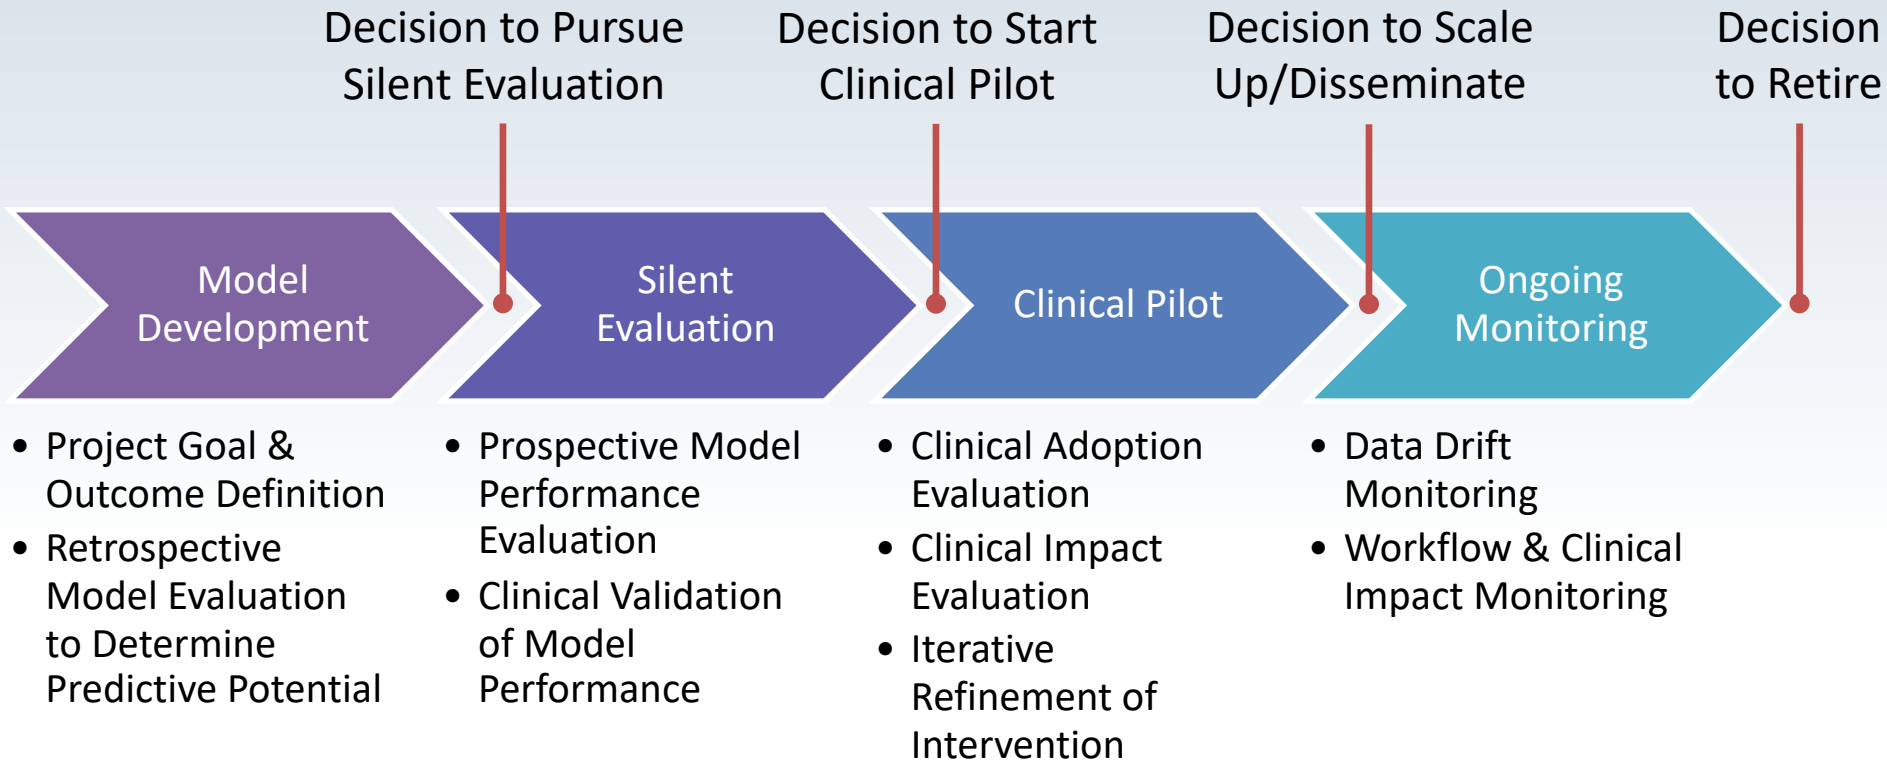 Decision to Pursue
Silent Evaluation
Decision to Start
Clinical Pilot
Decision to Scale
Up/Disseminate
Decision
to Retire
Model
Development
Silent
Evaluation
Clinical Pilot
Ongoing
Monitoring
• Project Goal &
Outcome Definition
• Retrospective
Model Evaluation
to Determine
Predictive Potential
• Prospective Model
Performance
Evaluation
• Clinical Validation
of Model
Performance
• Clinical Adoption
Evaluation
• Clinical Impact
Evaluation
• Iterative
Refinement of
Intervention
• Data Drift
Monitoring
• Workflow & Clinical
Impact Monitoring